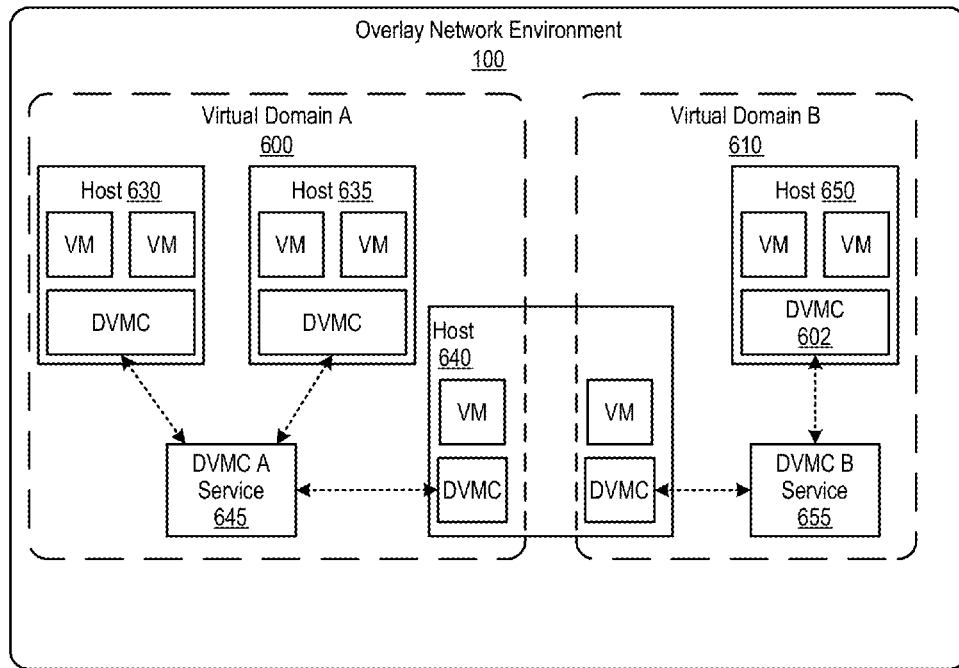 Overlay Network Environment
100
Virtual Domain A
600
Virtual Domain B
610
Host 630
VM VM
DVMC
Host 635
VM VM
DVMC
Host 650
VM VM
DVMC
602
Host
640
VM
DVMC
VM
DVMC
DVMC A
Service
645
DVMC B
Service
655